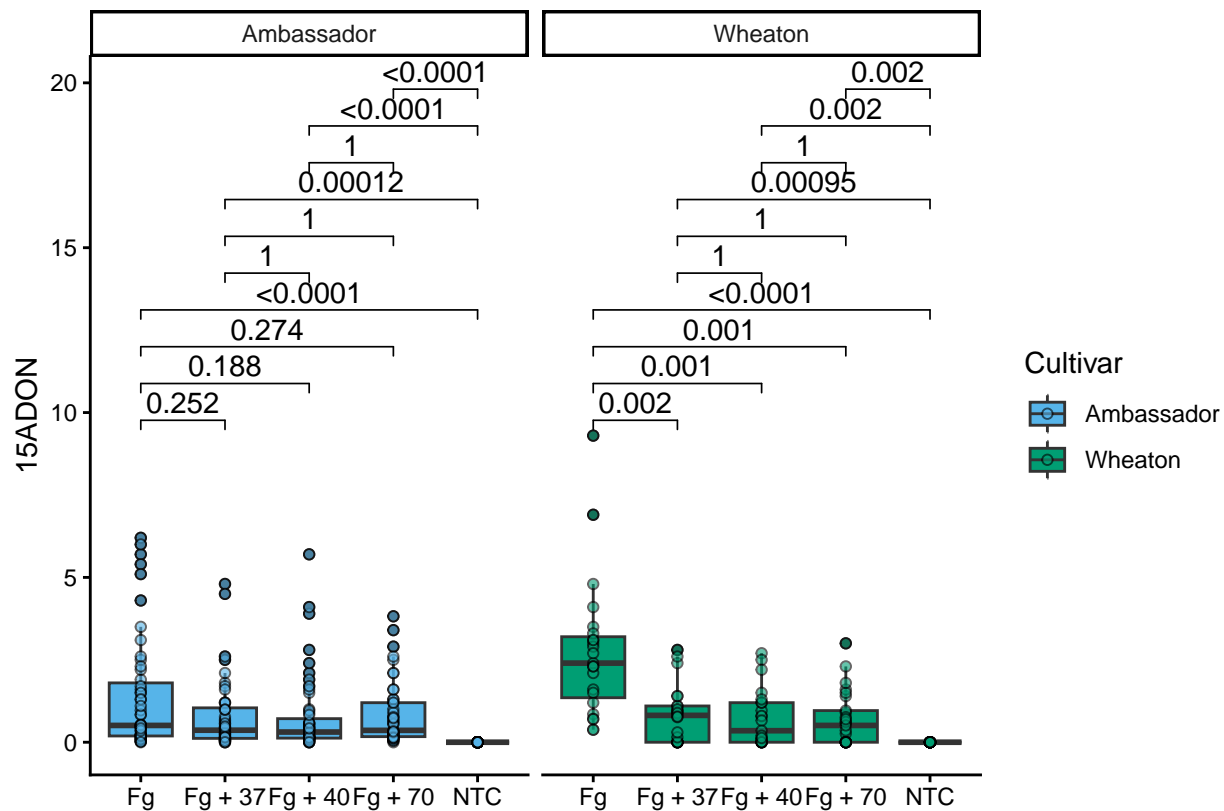 Ambassador Wheaton
20
<0.0001 0.002
<0.0001 0.002
1 1
0.00012 0.00095
15
1 1
1 1
<0.0001 <0.0001
0.274 0.001
0.188 0.001
10
0.252 0.002
5
0
15ADON
Fg Fg + 37 Fg + 40 Fg + 70 NTC Fg Fg + 37 Fg + 40 Fg + 70 NTC
Cultivar
Ambassador
Wheaton